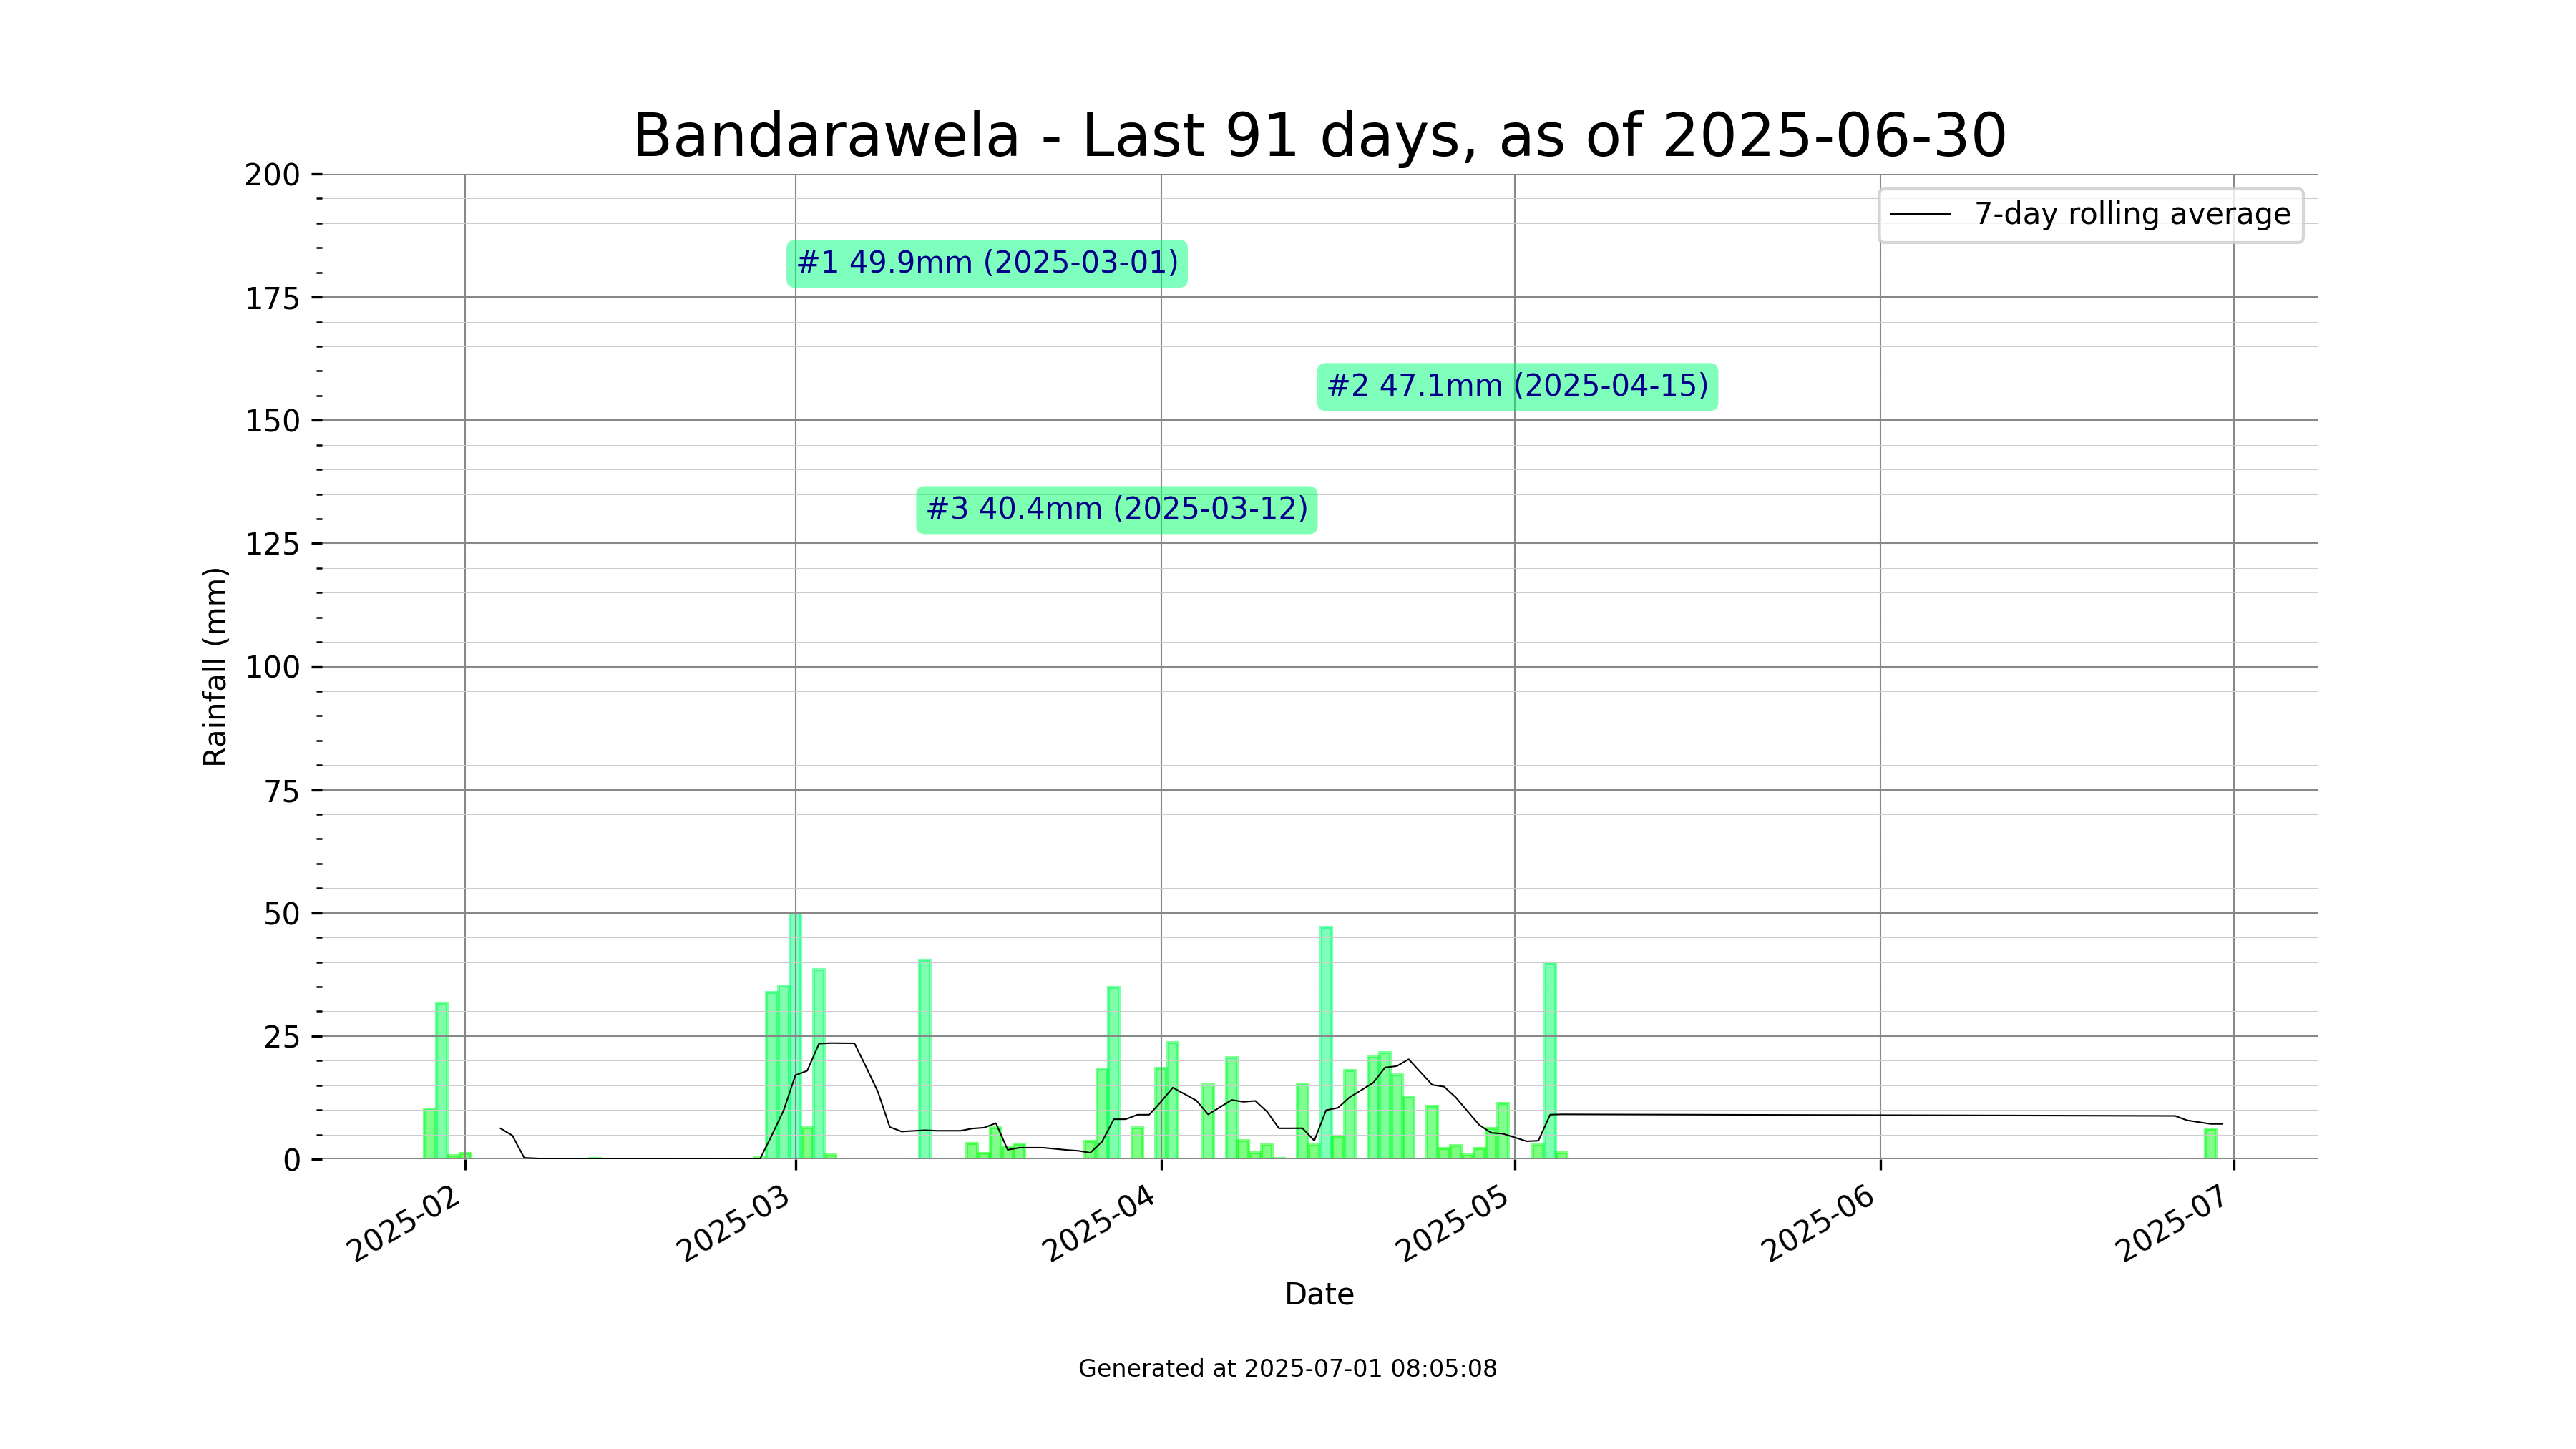 Bandarawela - Last 91 days, as of 2025-06-30
200
175
150
125
100
75
50
25
0
Rainfall (mm)
7-day rolling average
#1 49.9mm (2025-03-01)
#2 47.1mm (2025-04-15)
#3 40.4mm (2025-03-12)
2025-02
2025-03
2025-04
2025-05
2025-06
2025-07
Date
Generated at 2025-07-01 08:05:08